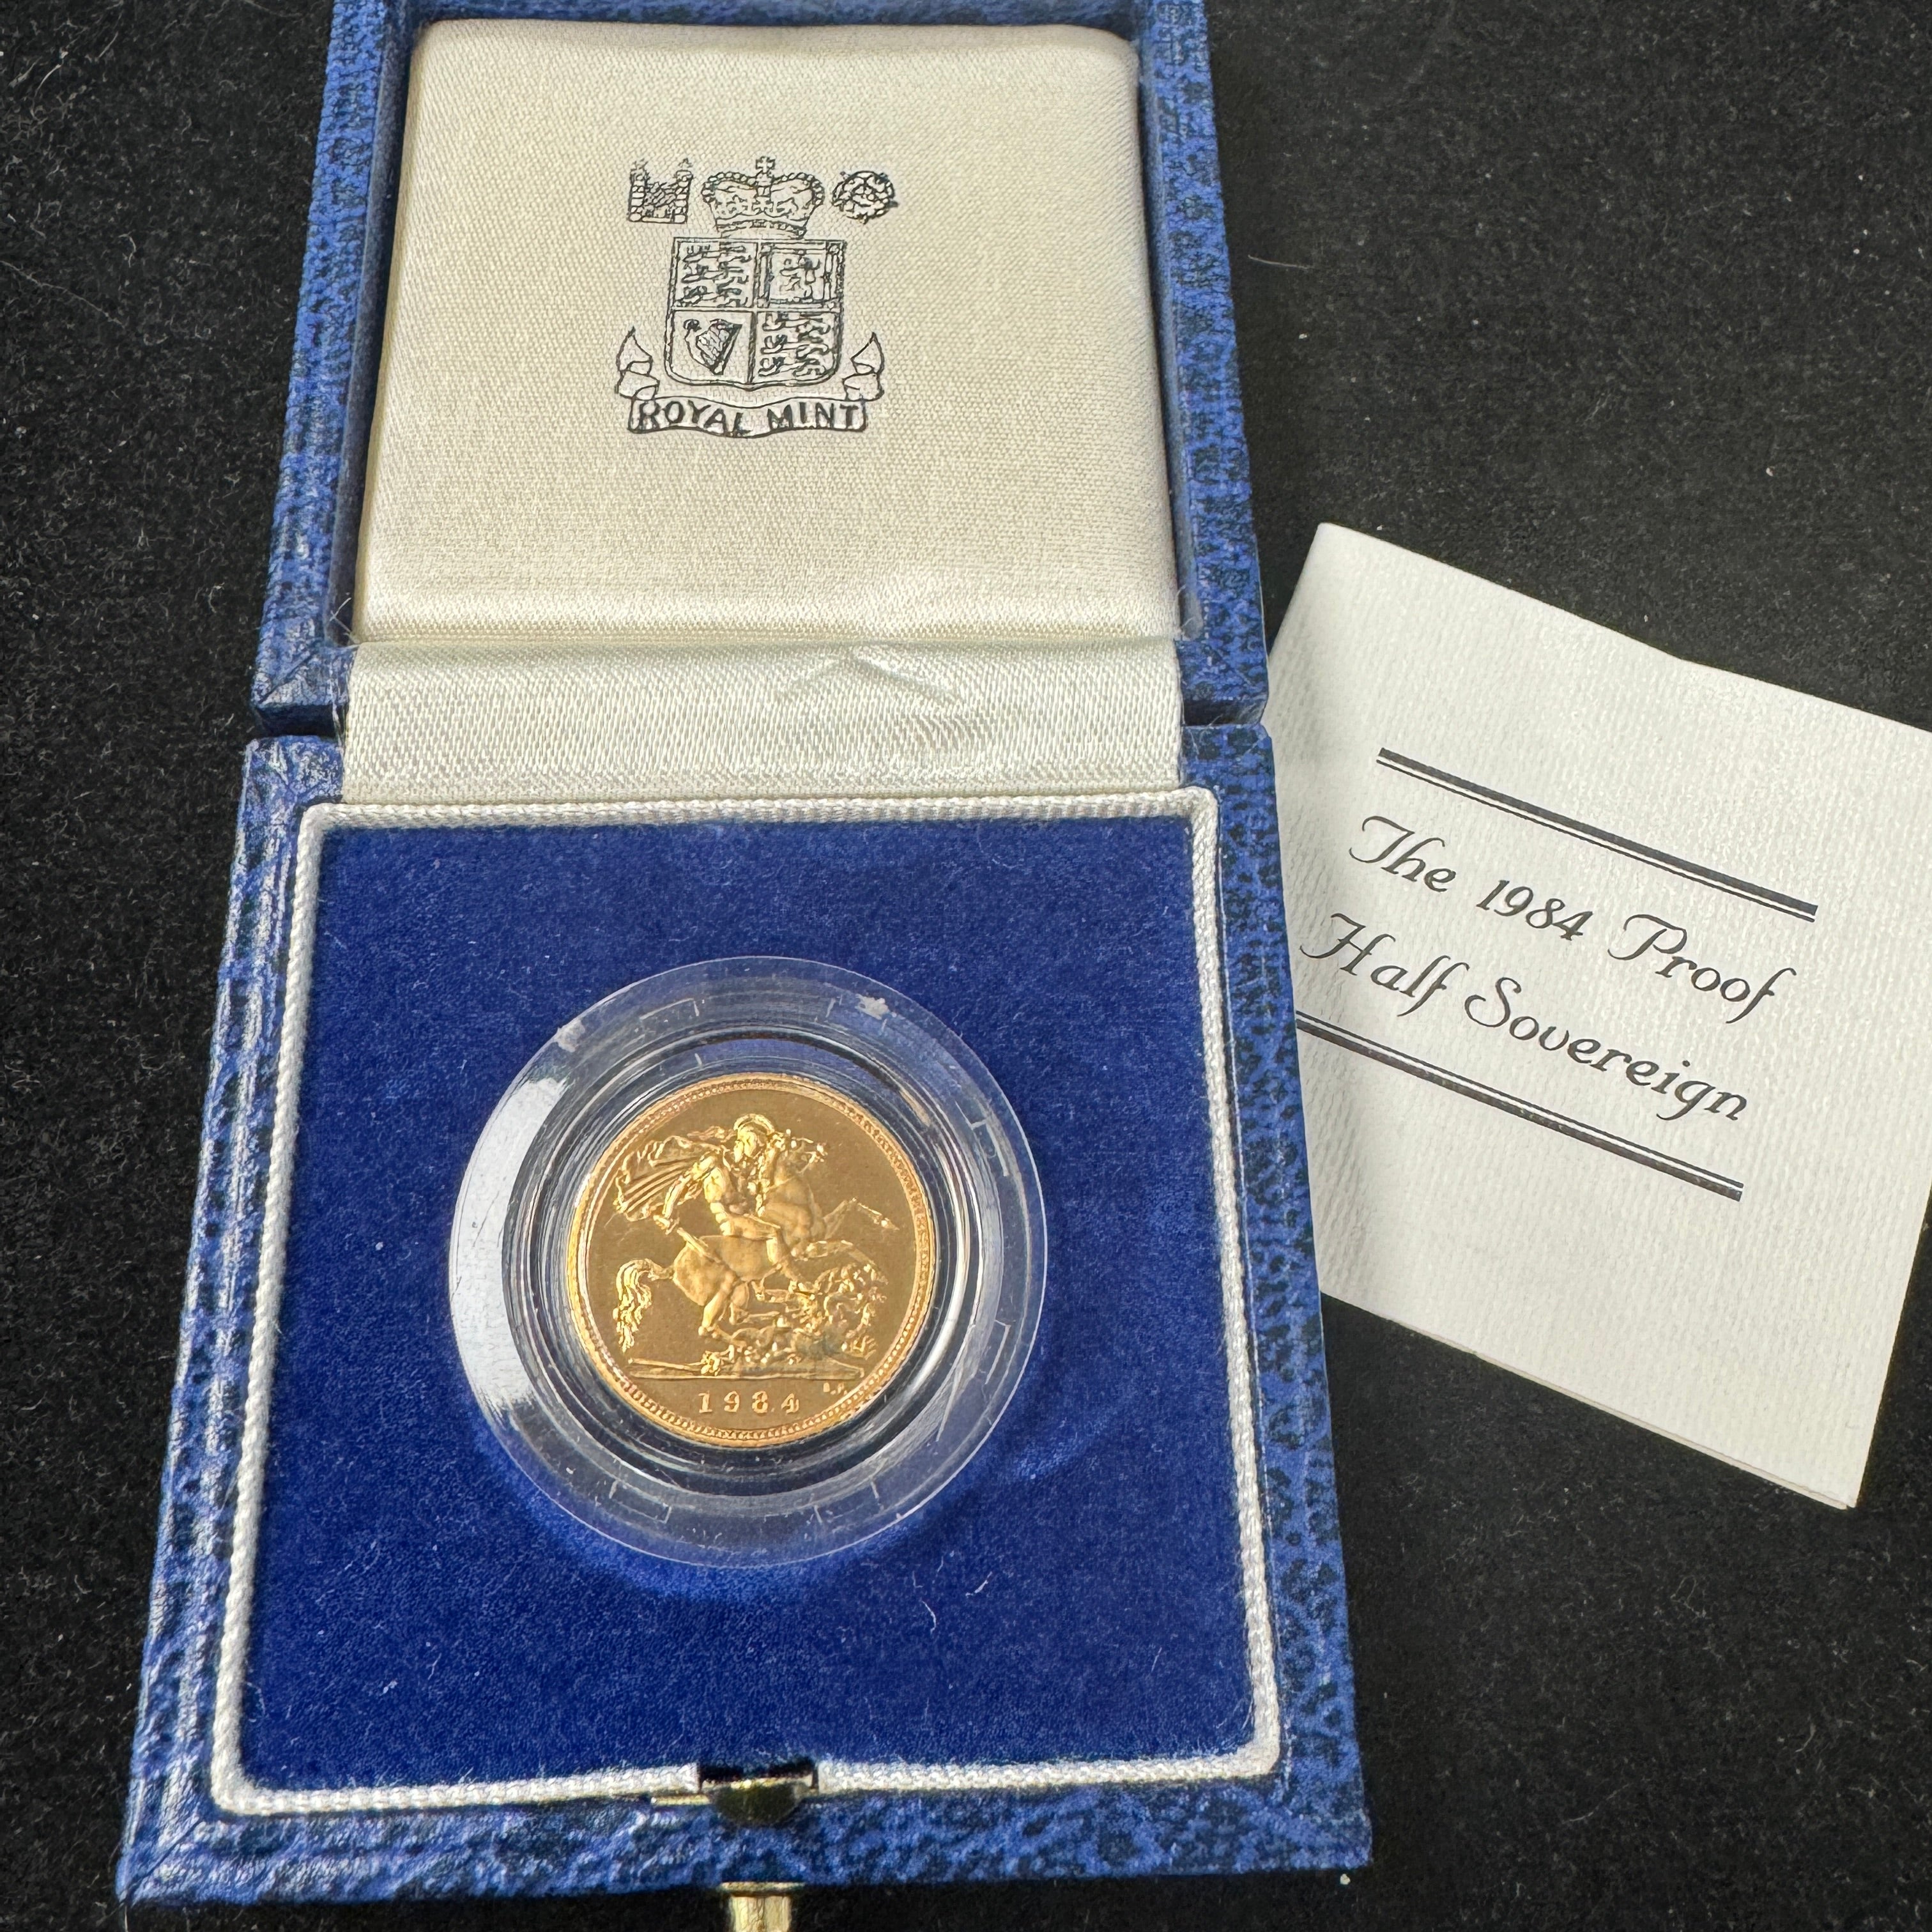 ROYAL MINT
The 1984 Proof
Half Sovereign
1984
B.P.